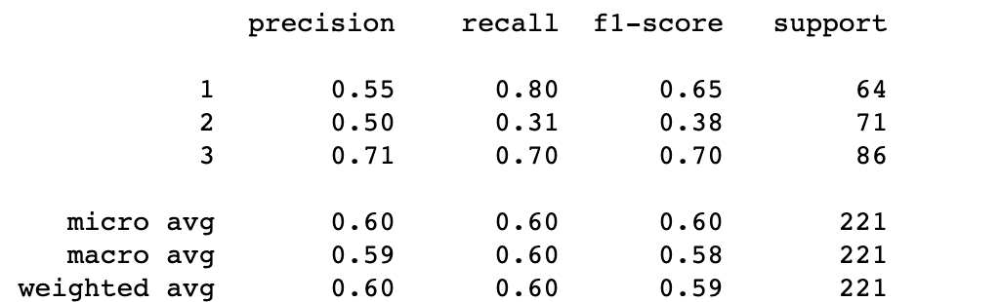 precision recall f1-score support
1 0.55 0.80 0.65 64
2 0.50 0.31 0.38 71
3 0.71 0.70 0.70 86
micro avg 0.60 0.60 0.60 221
macro avg 0.59 0.60 0.58 221
weighted avg 0.60 0.60 0.59 221